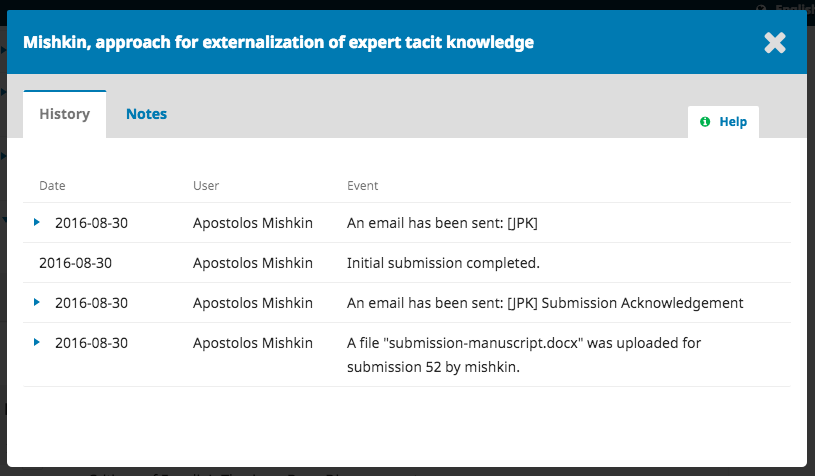 English
Mishkin, approach for externalization of expert tacit knowledge
History
Notes
Help
Date User Event
2016-08-30 Apostolos Mishkin An email has been sent: [JPK]
2016-08-30 Apostolos Mishkin Initial submission completed.
2016-08-30 Apostolos Mishkin An email has been sent: [JPK] Submission Acknowledgement
2016-08-30 Apostolos Mishkin A file "submission-manuscript.docx" was uploaded for
submission 52 by mishkin.